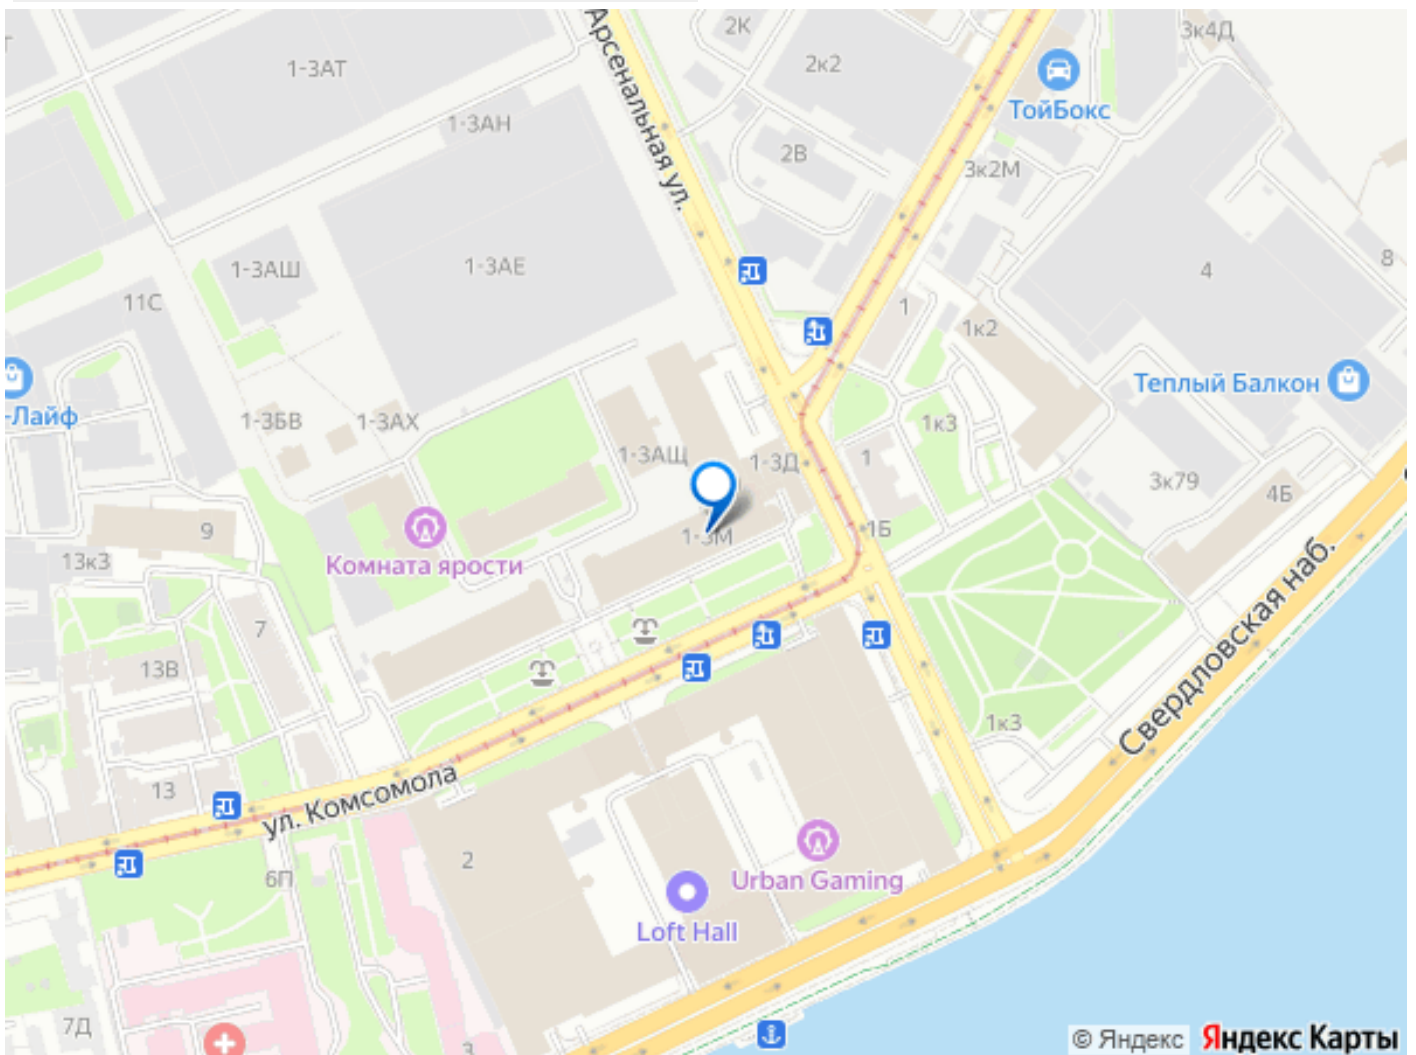 2К
3к4Д
1-3АТ
2к2
ТойБокс
Арсенальная ул.
1-3АН
2В
3к2М
1-3АШ
1-3АЕ
8
4
11С
1
1к2
Теплый Балкон
-Лайф
1-3БВ
1-3АХ
1к3
1-3АЩ
1-3Д
1
3к79
4Б
9
1-3М
1Б
13к3
Комната ярости
7
13В
Свердловская наб.
1к3
13
ул. Комсомола
2
6П
Urban Gaming
Loft Hall
7Д
3
© Яндекс Яндекс Карты